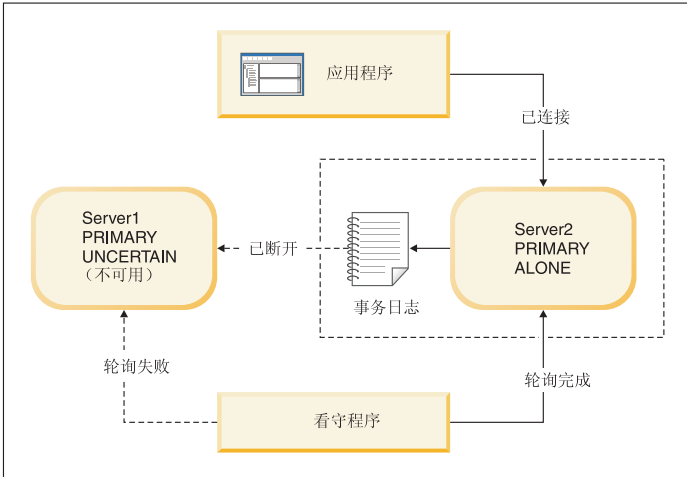 应用程序
已连接
Server1
PRIMARY
UNCERTAIN
(不可用)
已断开
Server2
PRIMARY
ALONE
事务日志
轮询失败
轮询完成
看守程序